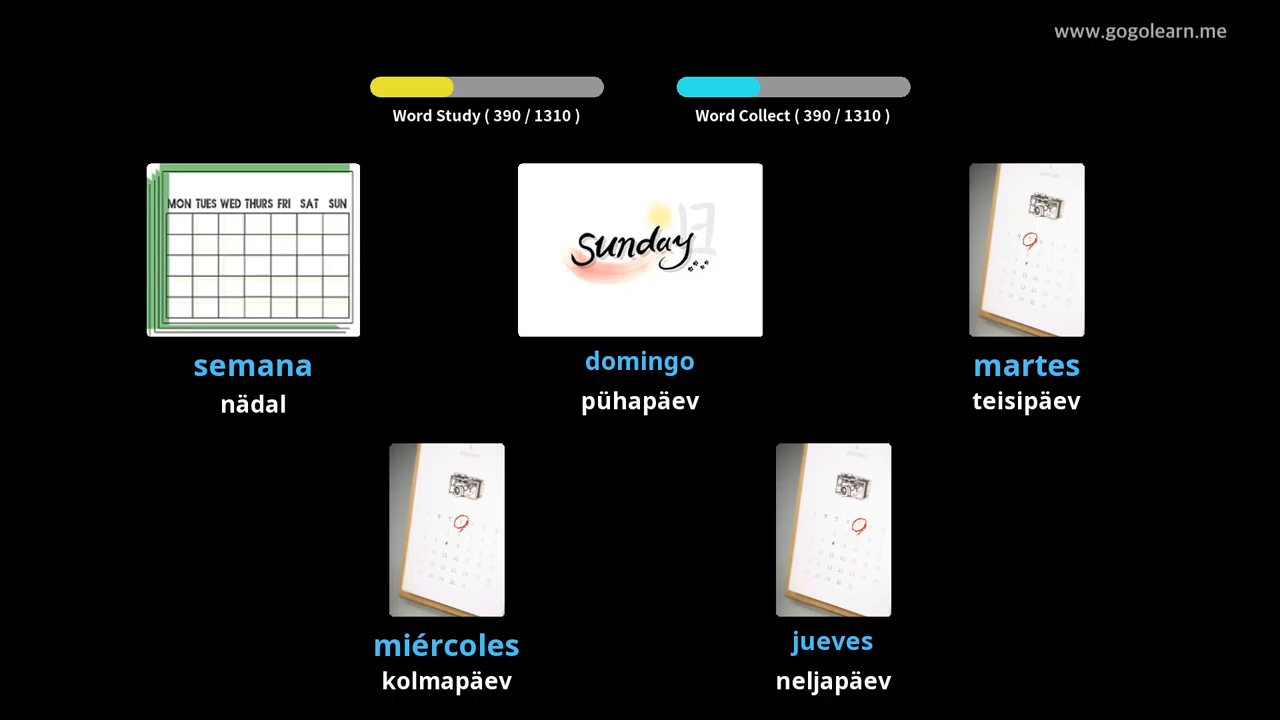 www.gogolearn.me
Word Study ( 390 / 1310 )
Word Collect ( 390 / 1310 )
MON TUES WED THURS FRI SAT SUN
Sunday
semana
domingo
martes
nädal
pühapäev
teisipäev
miércoles
jueves
kolmapäev
neljapäev